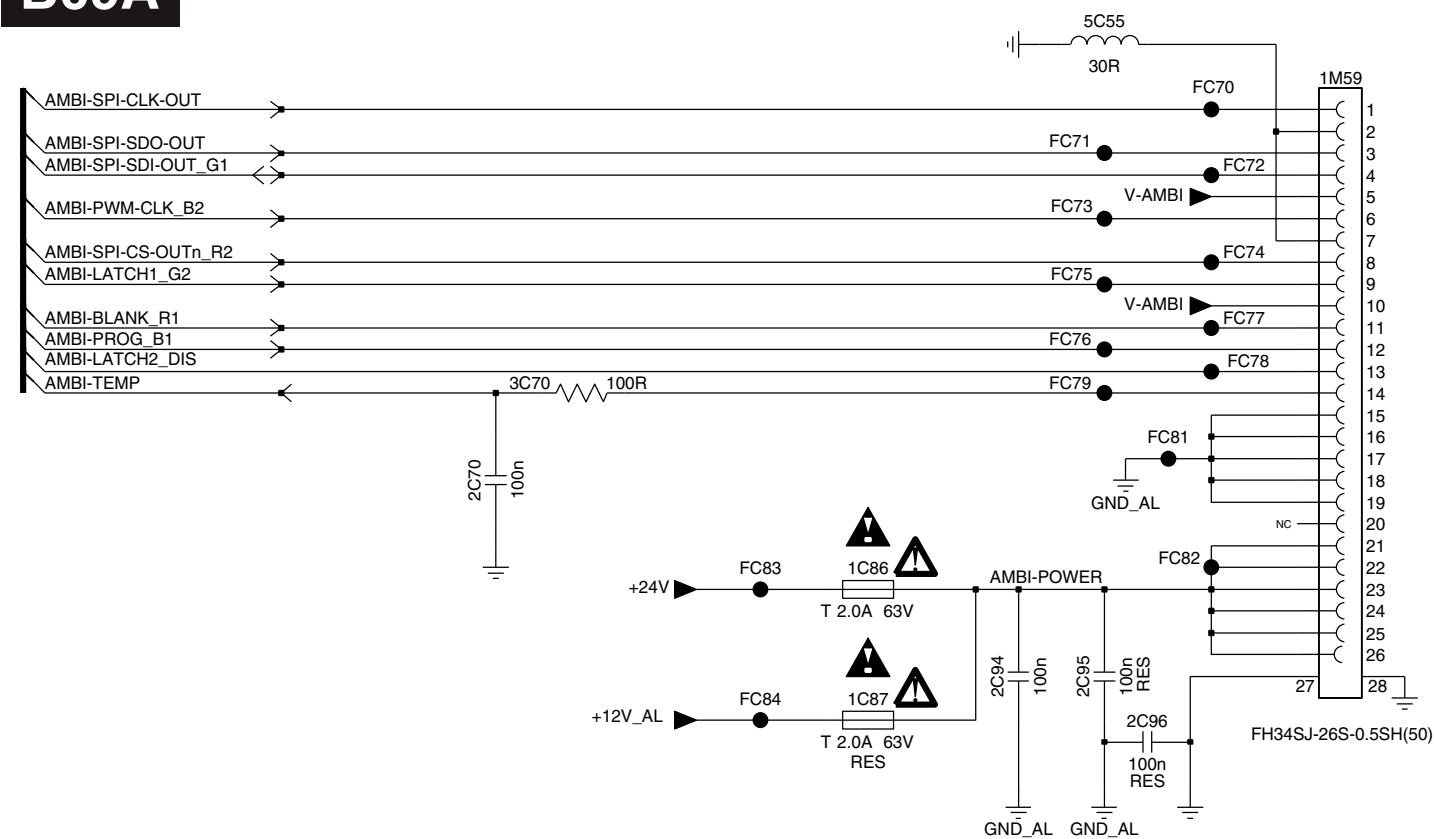 5C55
30R
1M59
FC70
AMBI-SPI-CLK-OUT
1
2
AMBI-SPI-SDO-OUT
FC71
3
AMBI-SPI-SDI-OUT_G1
FC72
4
V-AMBI
5
AMBI-PWM-CLK_B2
FC73
6
7
AMBI-SPI-CS-OUTn_R2
FC74
8
AMBI-LATCH1_G2
FC75
9
V-AMBI
10
AMBI-BLANK_R1
FC77
11
AMBI-PROG_B1
FC76
12
AMBI-LATCH2_DIS
FC78
13
AMBI-TEMP
3C70
100R
FC79
14
15
FC81
16
17
2C70
100n
18
GND_AL
19
NC
20
21
FC82
22
FC83
1C86
AMBI-POWER
+24V
23
T 2.0A 63V
24
25
26
2C94
100n
2C95
100n
RES
27
28
FC84
1C87
+12V_AL
T 2.0A 63V
RES
2C96
100n
RES
FH34SJ-26S-0.5SH(50)
GND_AL
GND_AL